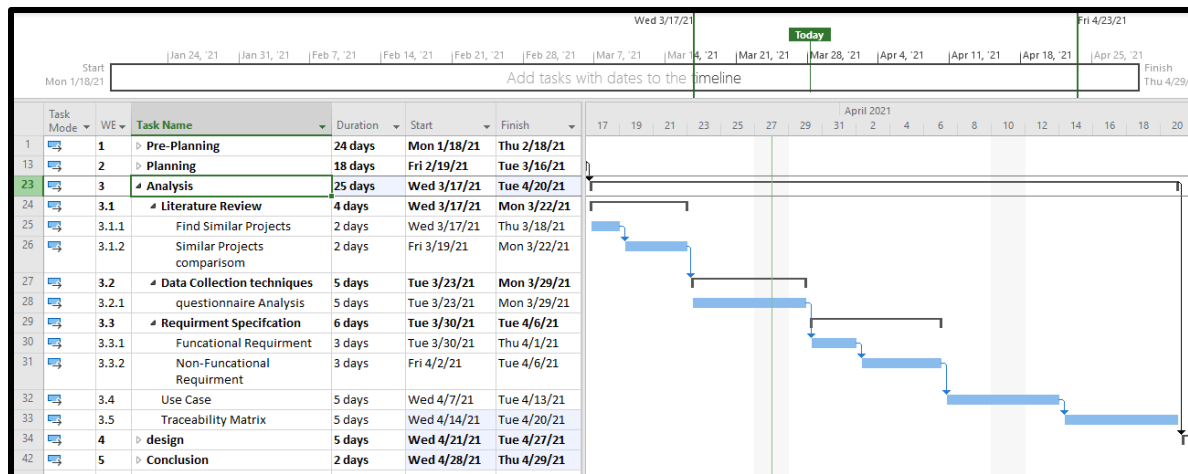 Wed 3/17/21 Fri 4/23/21
Today
Jan 24, '21 Jan 31, '21 Feb 7, '21 Feb 14, '21 Feb 21, '21 Feb 28, '21 Mar 7, '21 Mar 14, '21 Mar 21, '21 Mar 28, '21 Apr 4, '21 Apr 11, '21 Apr 18, '21 Apr 25, '21
Start Finish
Mon 1/18/21 Add tasks with dates to the timeline Thu 4/29/
April 2021
Task
Mode WE Task Name Duration Start Finish 17 19 21 23 25 27 29 31 2 4 6 8 10 12 14 16 18 20
1 1 Pre-Planning 24 days Mon 1/18/21 Thu 2/18/21
13 2 Planning 18 days Fri 2/19/21 Tue 3/16/21
23 3 Analysis 25 days Wed 3/17/21 Tue 4/20/21
24 3.1 Literature Review 4 days Wed 3/17/21 Mon 3/22/21
25 3.1.1 Find Similar Projects 2 days Wed 3/17/21 Thu 3/18/21
26 3.1.2 Similar Projects 2 days Fri 3/19/21 Mon 3/22/21
comparisom
27 3.2 Data Collection techniques 5 days Tue 3/23/21 Mon 3/29/21
28 3.2.1 questionnaire Analysis 5 days Tue 3/23/21 Mon 3/29/21
29 3.3 Requirment Specifcation 6 days Tue 3/30/21 Tue 4/6/21
30 3.3.1 Funcational Requirment 3 days Tue 3/30/21 Thu 4/1/21
31 3.3.2 Non-Funcational 3 days Fri 4/2/21 Tue 4/6/21
Requirment
32 3.4 Use Case 5 days Wed 4/7/21 Tue 4/13/21
33 3.5 Traceability Matrix 5 days Wed 4/14/21 Tue 4/20/21
34 4 design 5 days Wed 4/21/21 Tue 4/27/21
42 5 Conclusion 2 days Wed 4/28/21 Thu 4/29/21